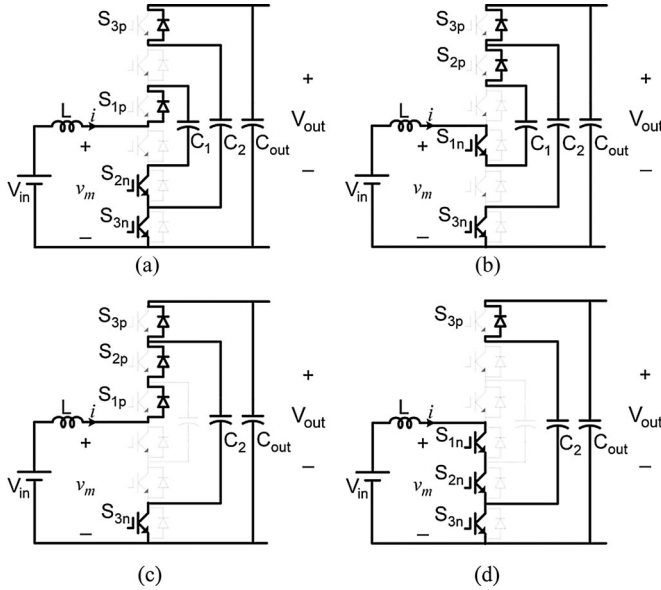 S3p
S1p
L
i
+
C1
C2
Cout
+
Vout
−
Vin
vm
S2n
S3n
−
(a)
S3p
S2p
L
i
+
S1n
C1
C2
Cout
+
Vout
−
Vin
vm
S3n
−
(b)
S3p
S2p
S1p
L
i
+
C2
Cout
+
Vout
−
Vin
vm
S3n
−
(c)
S3p
L
i
+
S1n
C2
Cout
+
Vout
−
Vin
vm
S2n
S3n
−
(d)